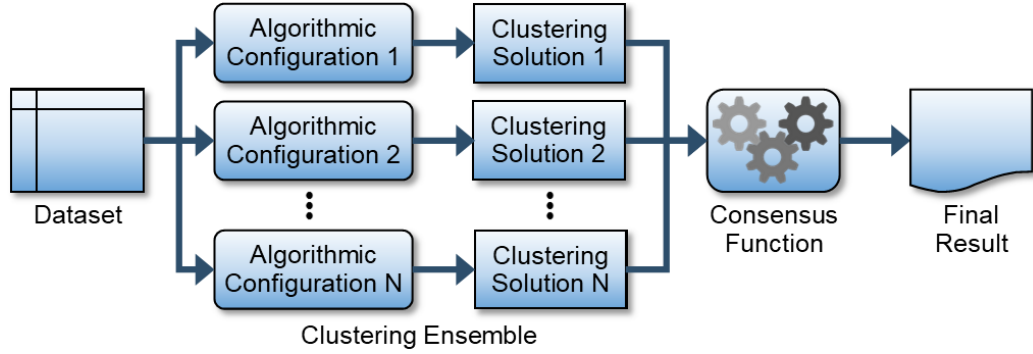 Algorithmic
Configuration 1
Clustering
Solution 1
Algorithmic
Configuration 2
Clustering
Solution 2
Dataset
Consensus
Function
Final
Result
Algorithmic
Configuration N
Clustering
Solution N
Clustering Ensemble